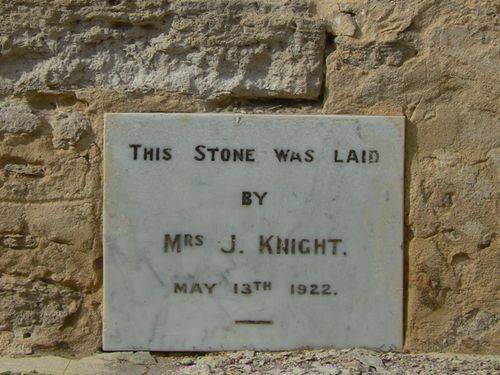 This Stone was laid
by
Mrs J. Knight.
May 13th 1922.